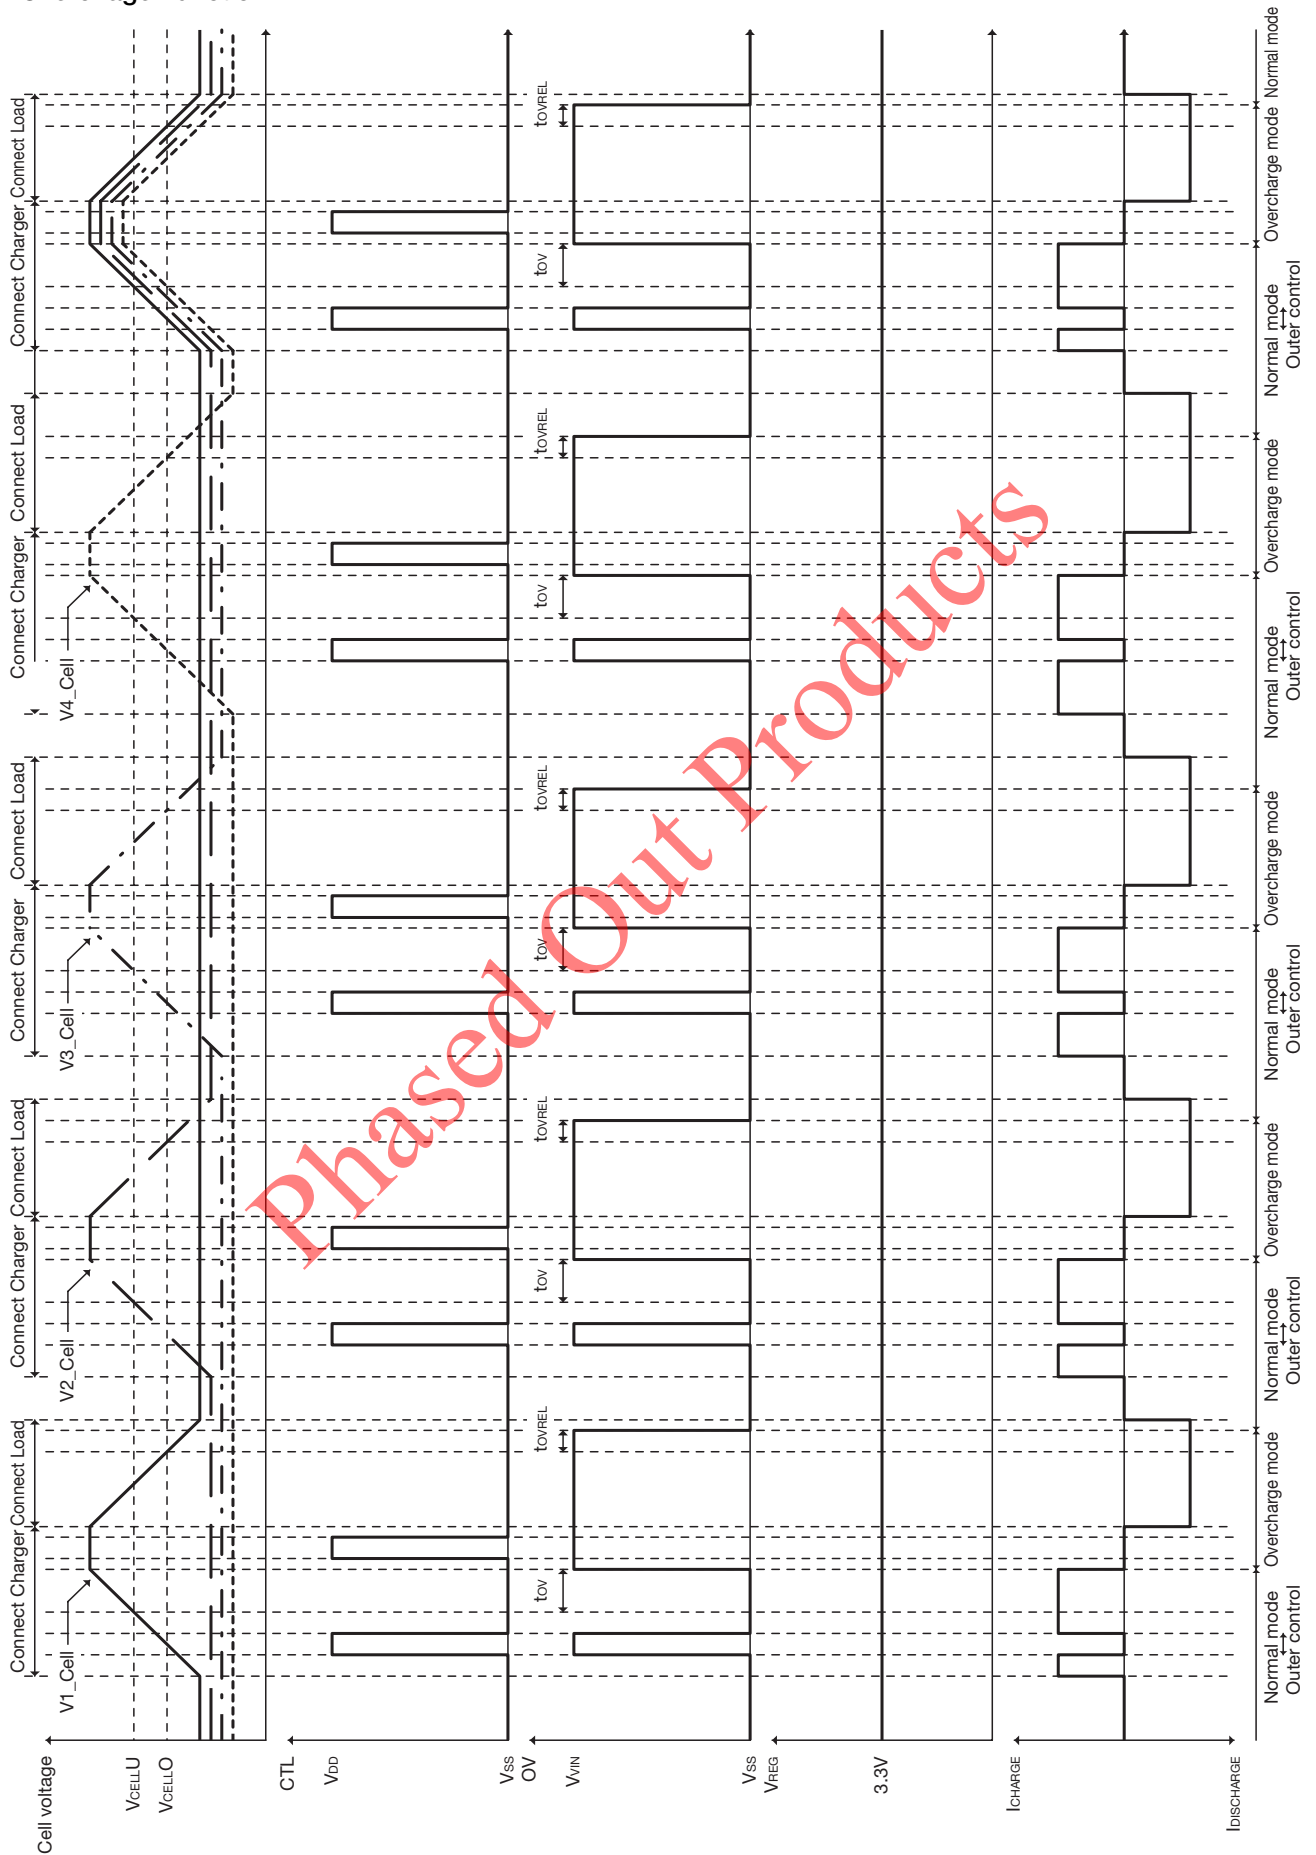 Cell voltage
Connect Charger
Connect Load
Connect Charger
Connect Load
Connect Charger
Connect Load
Connect Charger
Connect Load
Connect Charger
Connect Load
V1_Cell
V2_Cell
V3_Cell
V4_Cell
VCELLU
VCELLO
CTL
VDD
VSS
OV
tOV
tOVREL
tOV
tOVREL
tOV
tOVREL
tOV
tOVREL
tOV
tOVREL
VVIN
VSS
VREG
3.3V
ICHARGE
IDISCHARGE
Normal mode
Overcharge mode
Normal mode
Overcharge mode
Normal mode
Overcharge mode
Normal mode
Overcharge mode
Normal mode
Overcharge mode
Normal mode
Outer control
Outer control
Outer control
Outer control
Outer control
Phased Out Products